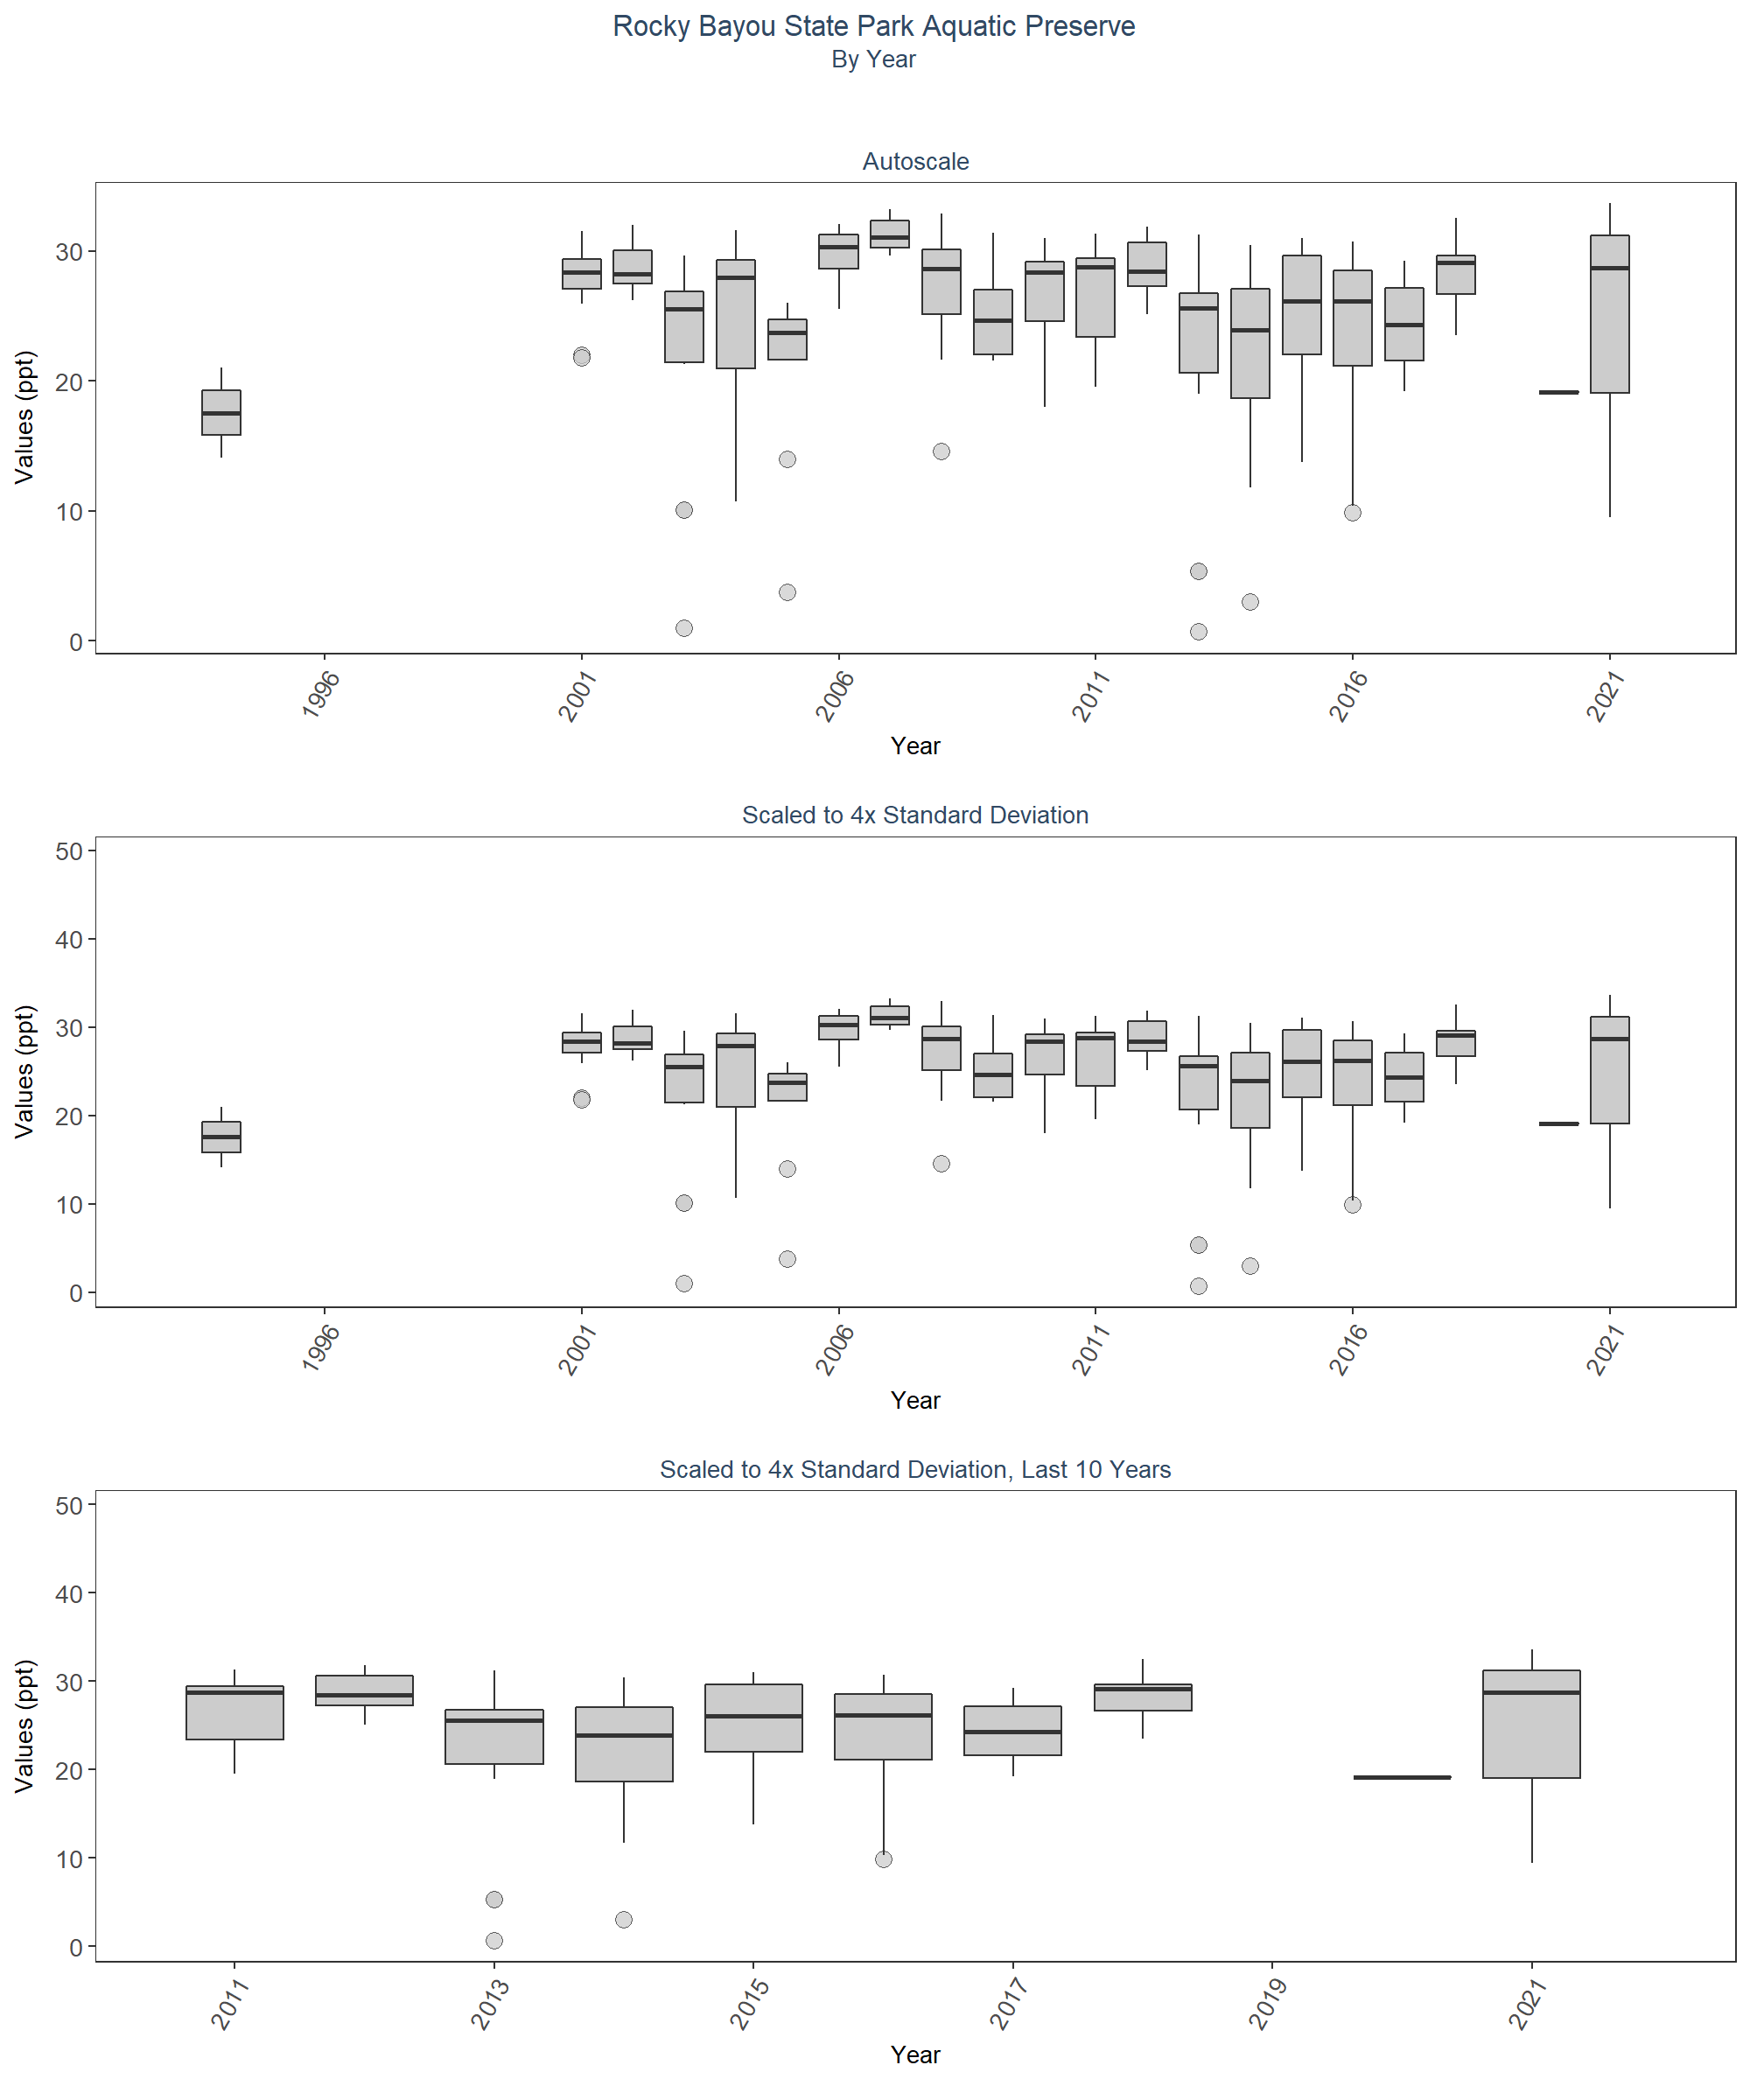 Rocky Bayou State Park Aquatic Preserve
By Year
Autoscale
Values (ppt)
30
20
10
0
1996 2001 2006 2011 2016 2021
Year
Scaled to 4x Standard Deviation
Values (ppt)
50
40
30
20
10
0
1996 2001 2006 2011 2016 2021
Year
Scaled to 4x Standard Deviation, Last 10 Years
Values (ppt)
50
40
30
20
10
0
2011 2013 2015 2017 2019 2021
Year